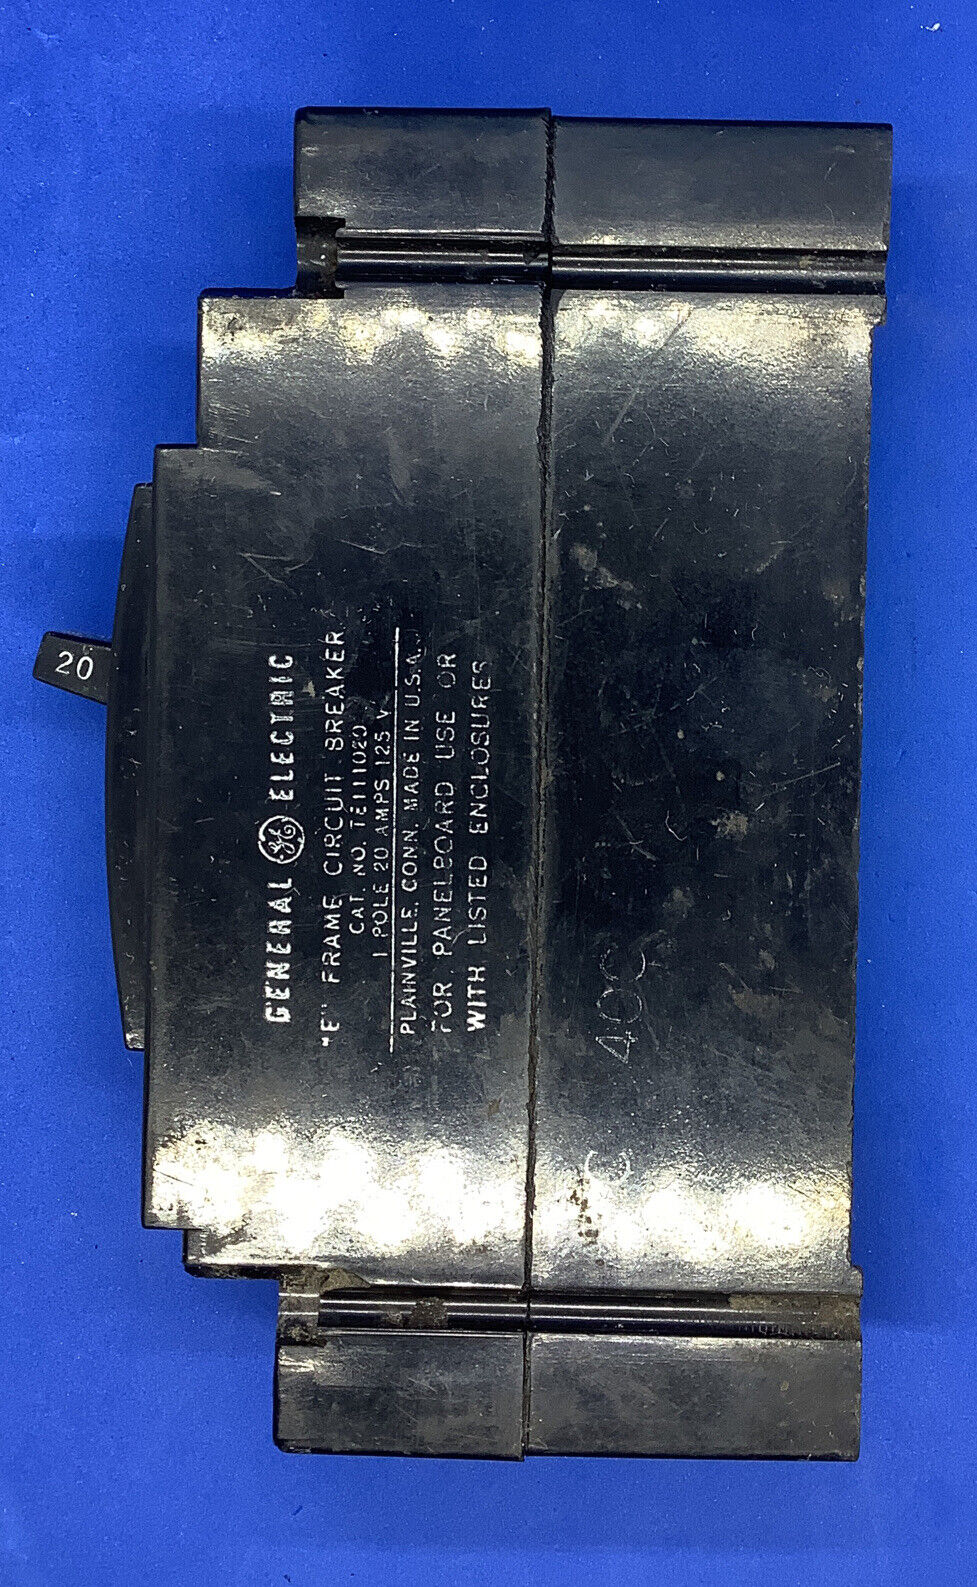 20
GENERAL GE ELECTRIC
"E" FRAME CIRCUIT BREAKER
CAT. NO. TE111020
1 POLE 20 AMPS 125 V.
PLAINVILLE, CONN. MADE IN U.S.A.
FOR PANELBOARD USE OR
WITH LISTED ENCLOSURES
C